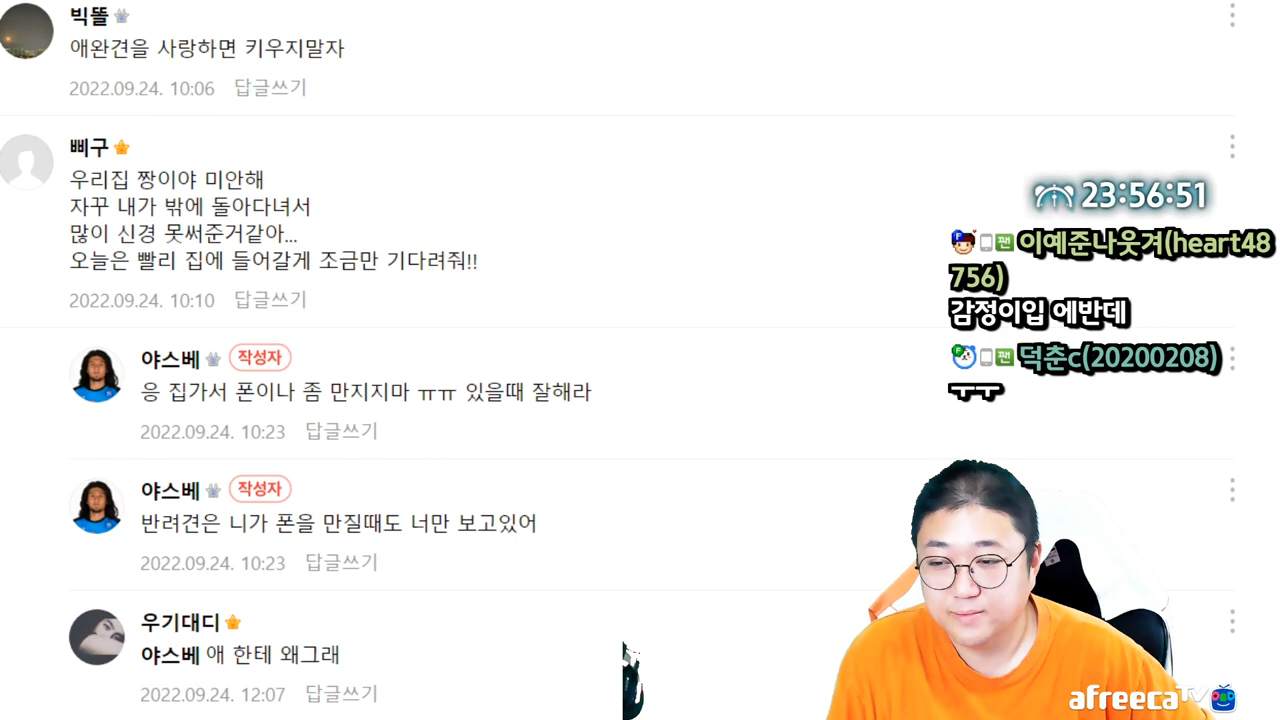 빅똘
애완견을 사랑하면 키우지말자
2022.09.24. 10:06 답글쓰기
삐구
우리집 짱이야 미안해
자꾸 내가 밖에 돌아다녀서
많이 신경 못써준거같아...
오늘은 빨리 집에 들어갈게 조금만 기다려줘!!
2022.09.24. 10:10 답글쓰기
야스베 작성자
응 집가서 폰이나 좀 만지지마 ㅠㅠ 있을때 잘해라
2022.09.24. 10:23 답글쓰기
야스베 작성자
반려견은 니가 폰을 만질때도 너만 보고있어
2022.09.24. 10:23 답글쓰기
우기대디
야스베 애 한테 왜그래
2022.09.24. 12:07 답글쓰기
23:56:51
F 팬 이예준나웃겨(heart48
756)
감정이입 에반데
F 팬 덕춘c(20200208)
ㅜㅜ
afreecaTV